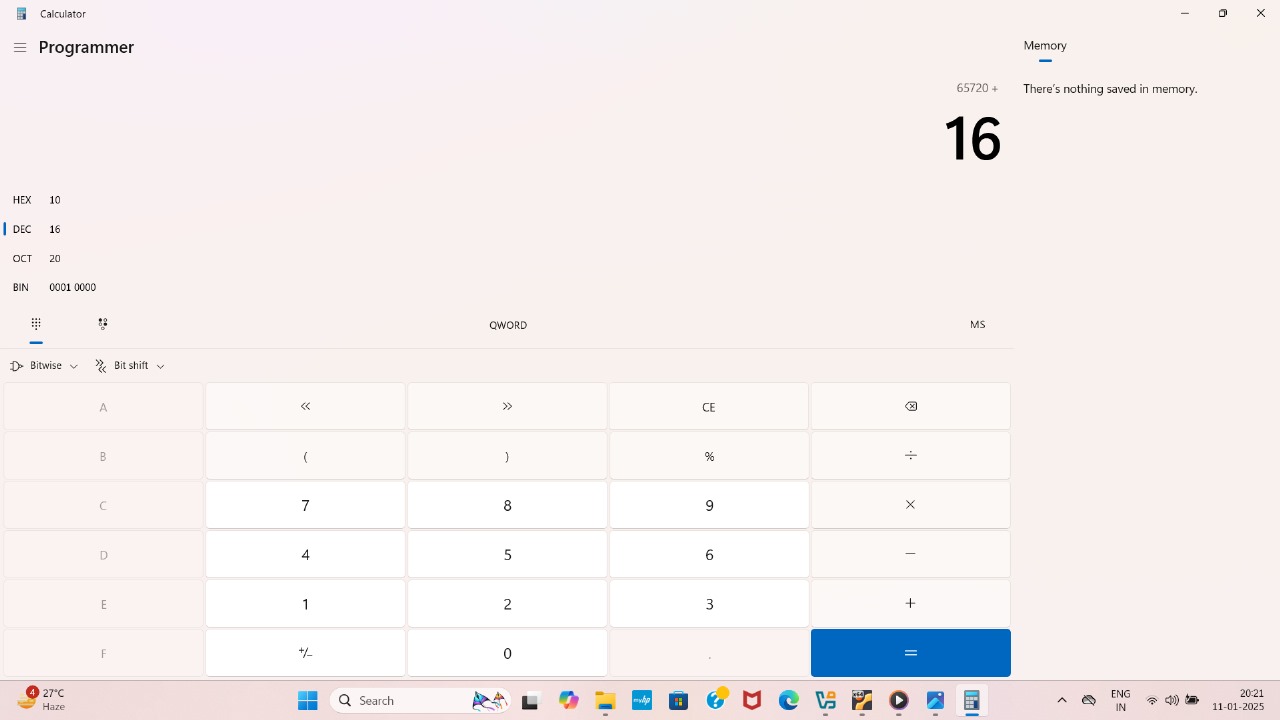 Calculator
Programmer
Memory
65720 +
There's nothing saved in memory.
16
HEX 10
DEC 16
OCT 20
BIN 0001 0000
QWORD
MS
Bitwise
Bit shift
A
CE
B
(
)
%
÷
C
7
8
9
×
D
4
5
6
−
E
1
2
3
+
F
+/−
0
.
=
4
27°C
Haze
Search
myhp
ENG
IN
20:21
11-01-2025